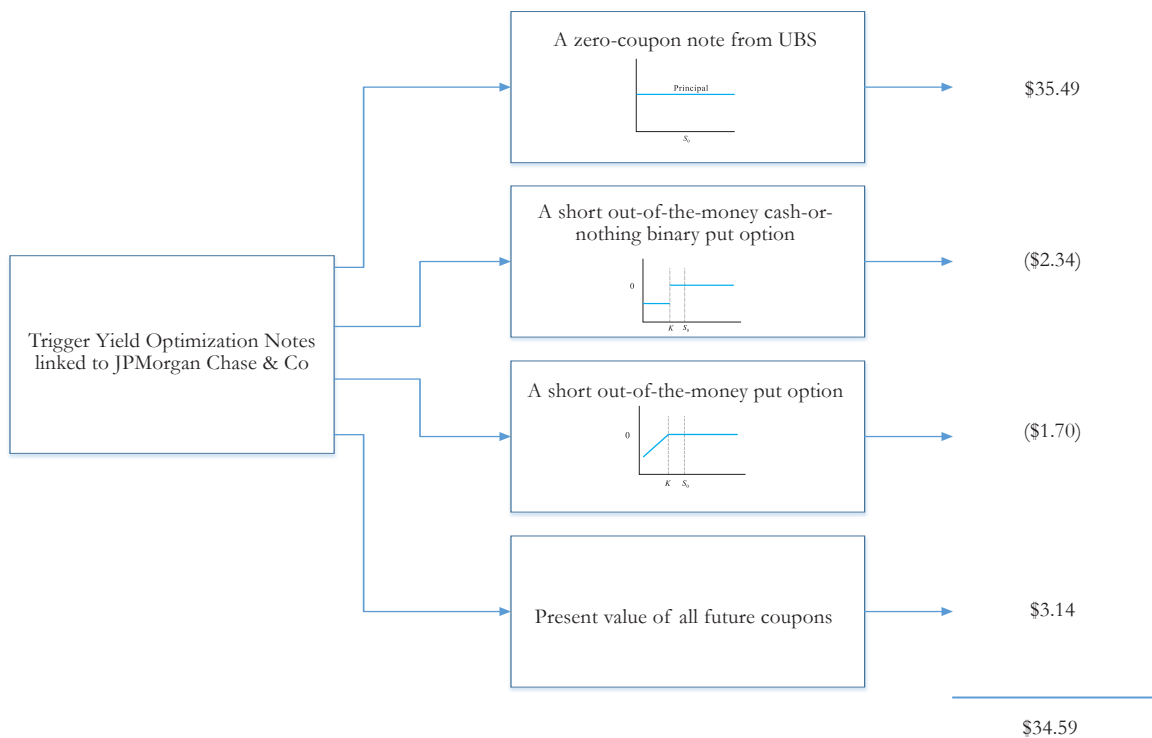 A zero-coupon note from UBS
Principal
S₀
$35.49
A short out-of-the-money cash-or-
nothing binary put option
0
K S₀
($2.34)
Trigger Yield Optimization Notes
linked to JPMorgan Chase & Co
A short out-of-the-money put option
0
K S₀
($1.70)
Present value of all future coupons
$3.14
$34.59